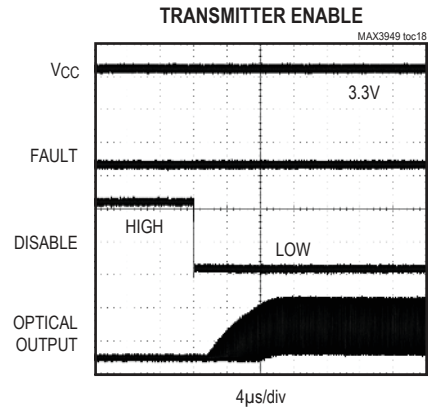 TRANSMITTER ENABLE
MAX3949 toc18
VCC
3.3V
FAULT
HIGH
DISABLE
LOW
OPTICAL
OUTPUT
4µs/div